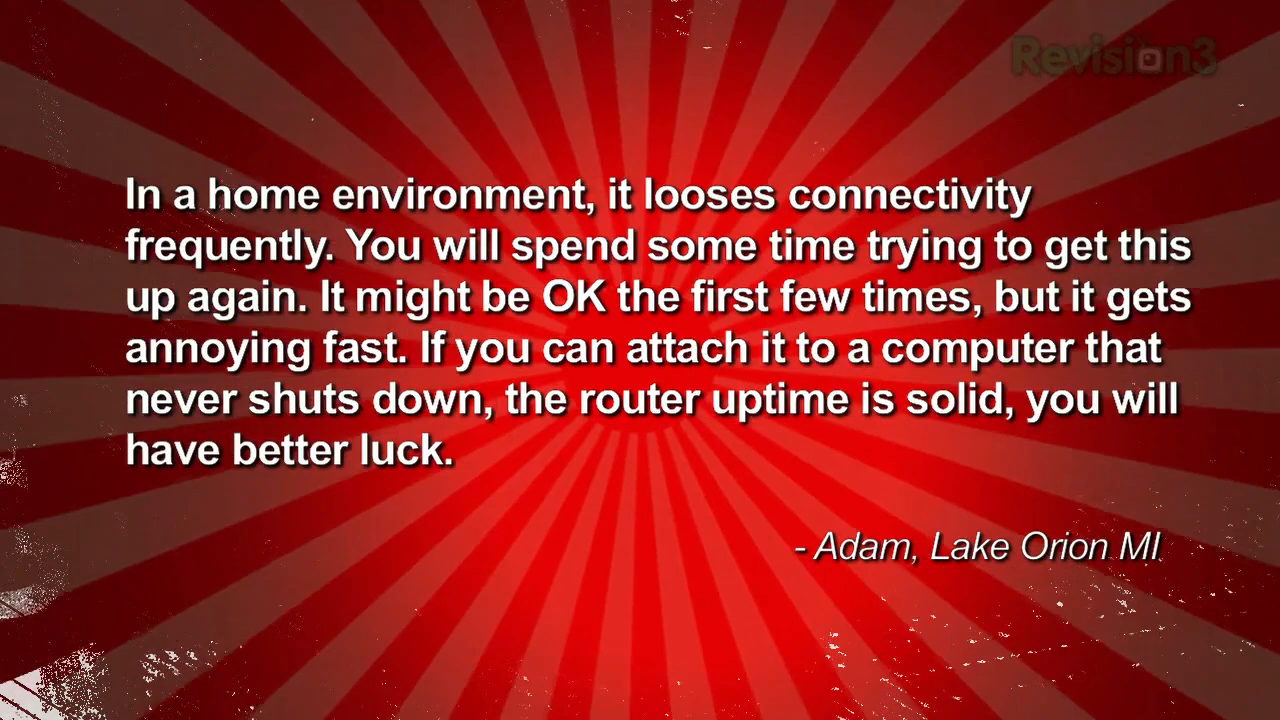 Revision3
In a home environment, it looses connectivity
frequently. You will spend some time trying to get this
up again. It might be OK the first few times, but it gets
annoying fast. If you can attach it to a computer that
never shuts down, the router uptime is solid, you will
have better luck.
- Adam, Lake Orion MI